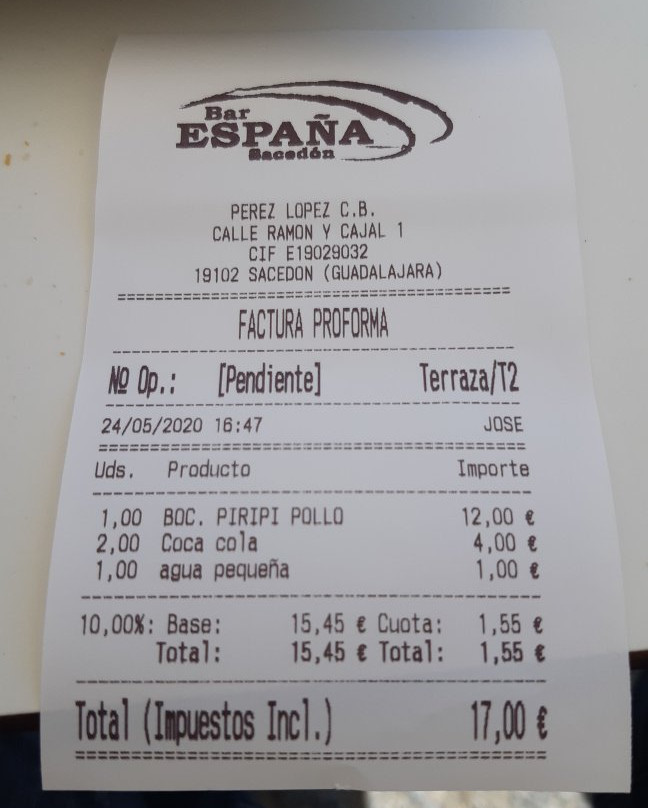 Bar
ESPAÑA
Sacedón
PEREZ LOPEZ C.B.
CALLE RAMON Y CAJAL 1
CIF E19029032
19102 SACEDON (GUADALAJARA)
FACTURA PROFORMA
Nº Op.: [Pendiente] Terraza/T2
24/05/2020 16:47 JOSE
Uds. Producto Importe
1,00 BOC. PIRIPI POLLO 12,00 €
2,00 Coca cola 4,00 €
1,00 agua pequeña 1,00 €
10,00%: Base: 15,45 € Cuota: 1,55 €
Total: 15,45 € Total: 1,55 €
Total (Impuestos Incl.) 17,00 €